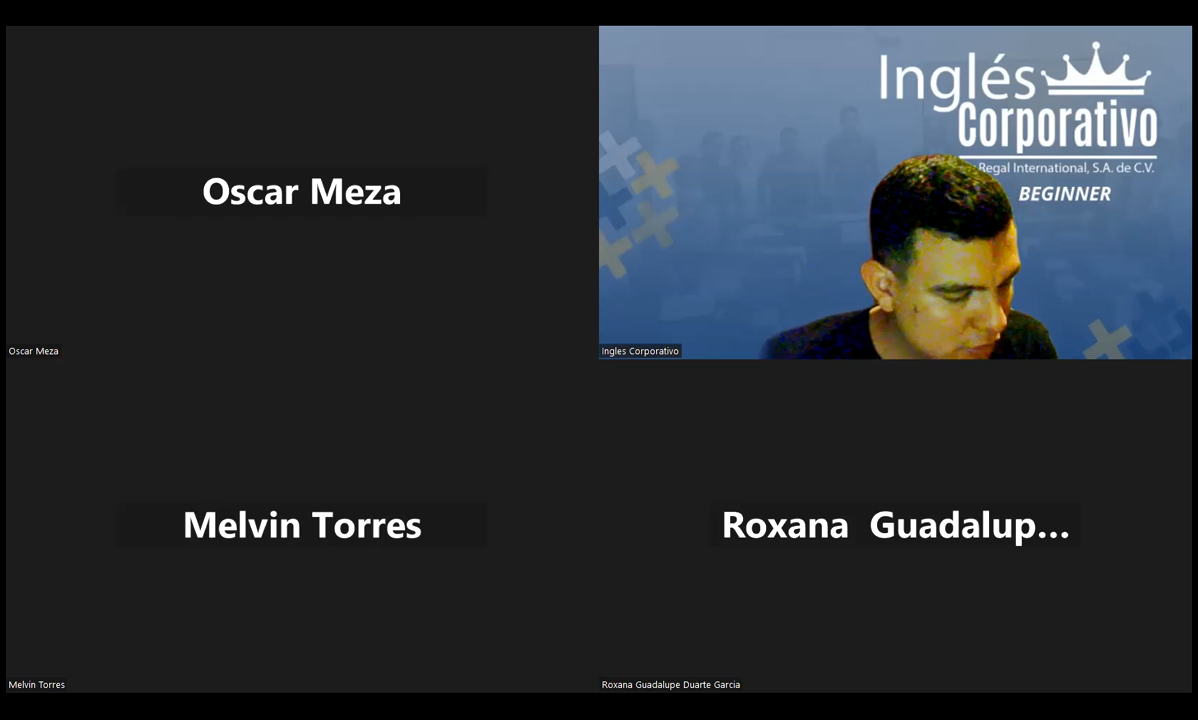 Oscar Meza
Oscar Meza
Inglés
Corporativo
Regal International, S.A. de C.V.
BEGINNER
Ingles Corporativo
Melvin Torres
Melvin Torres
Roxana Guadalup...
Roxana Guadalupe Duarte Garcia